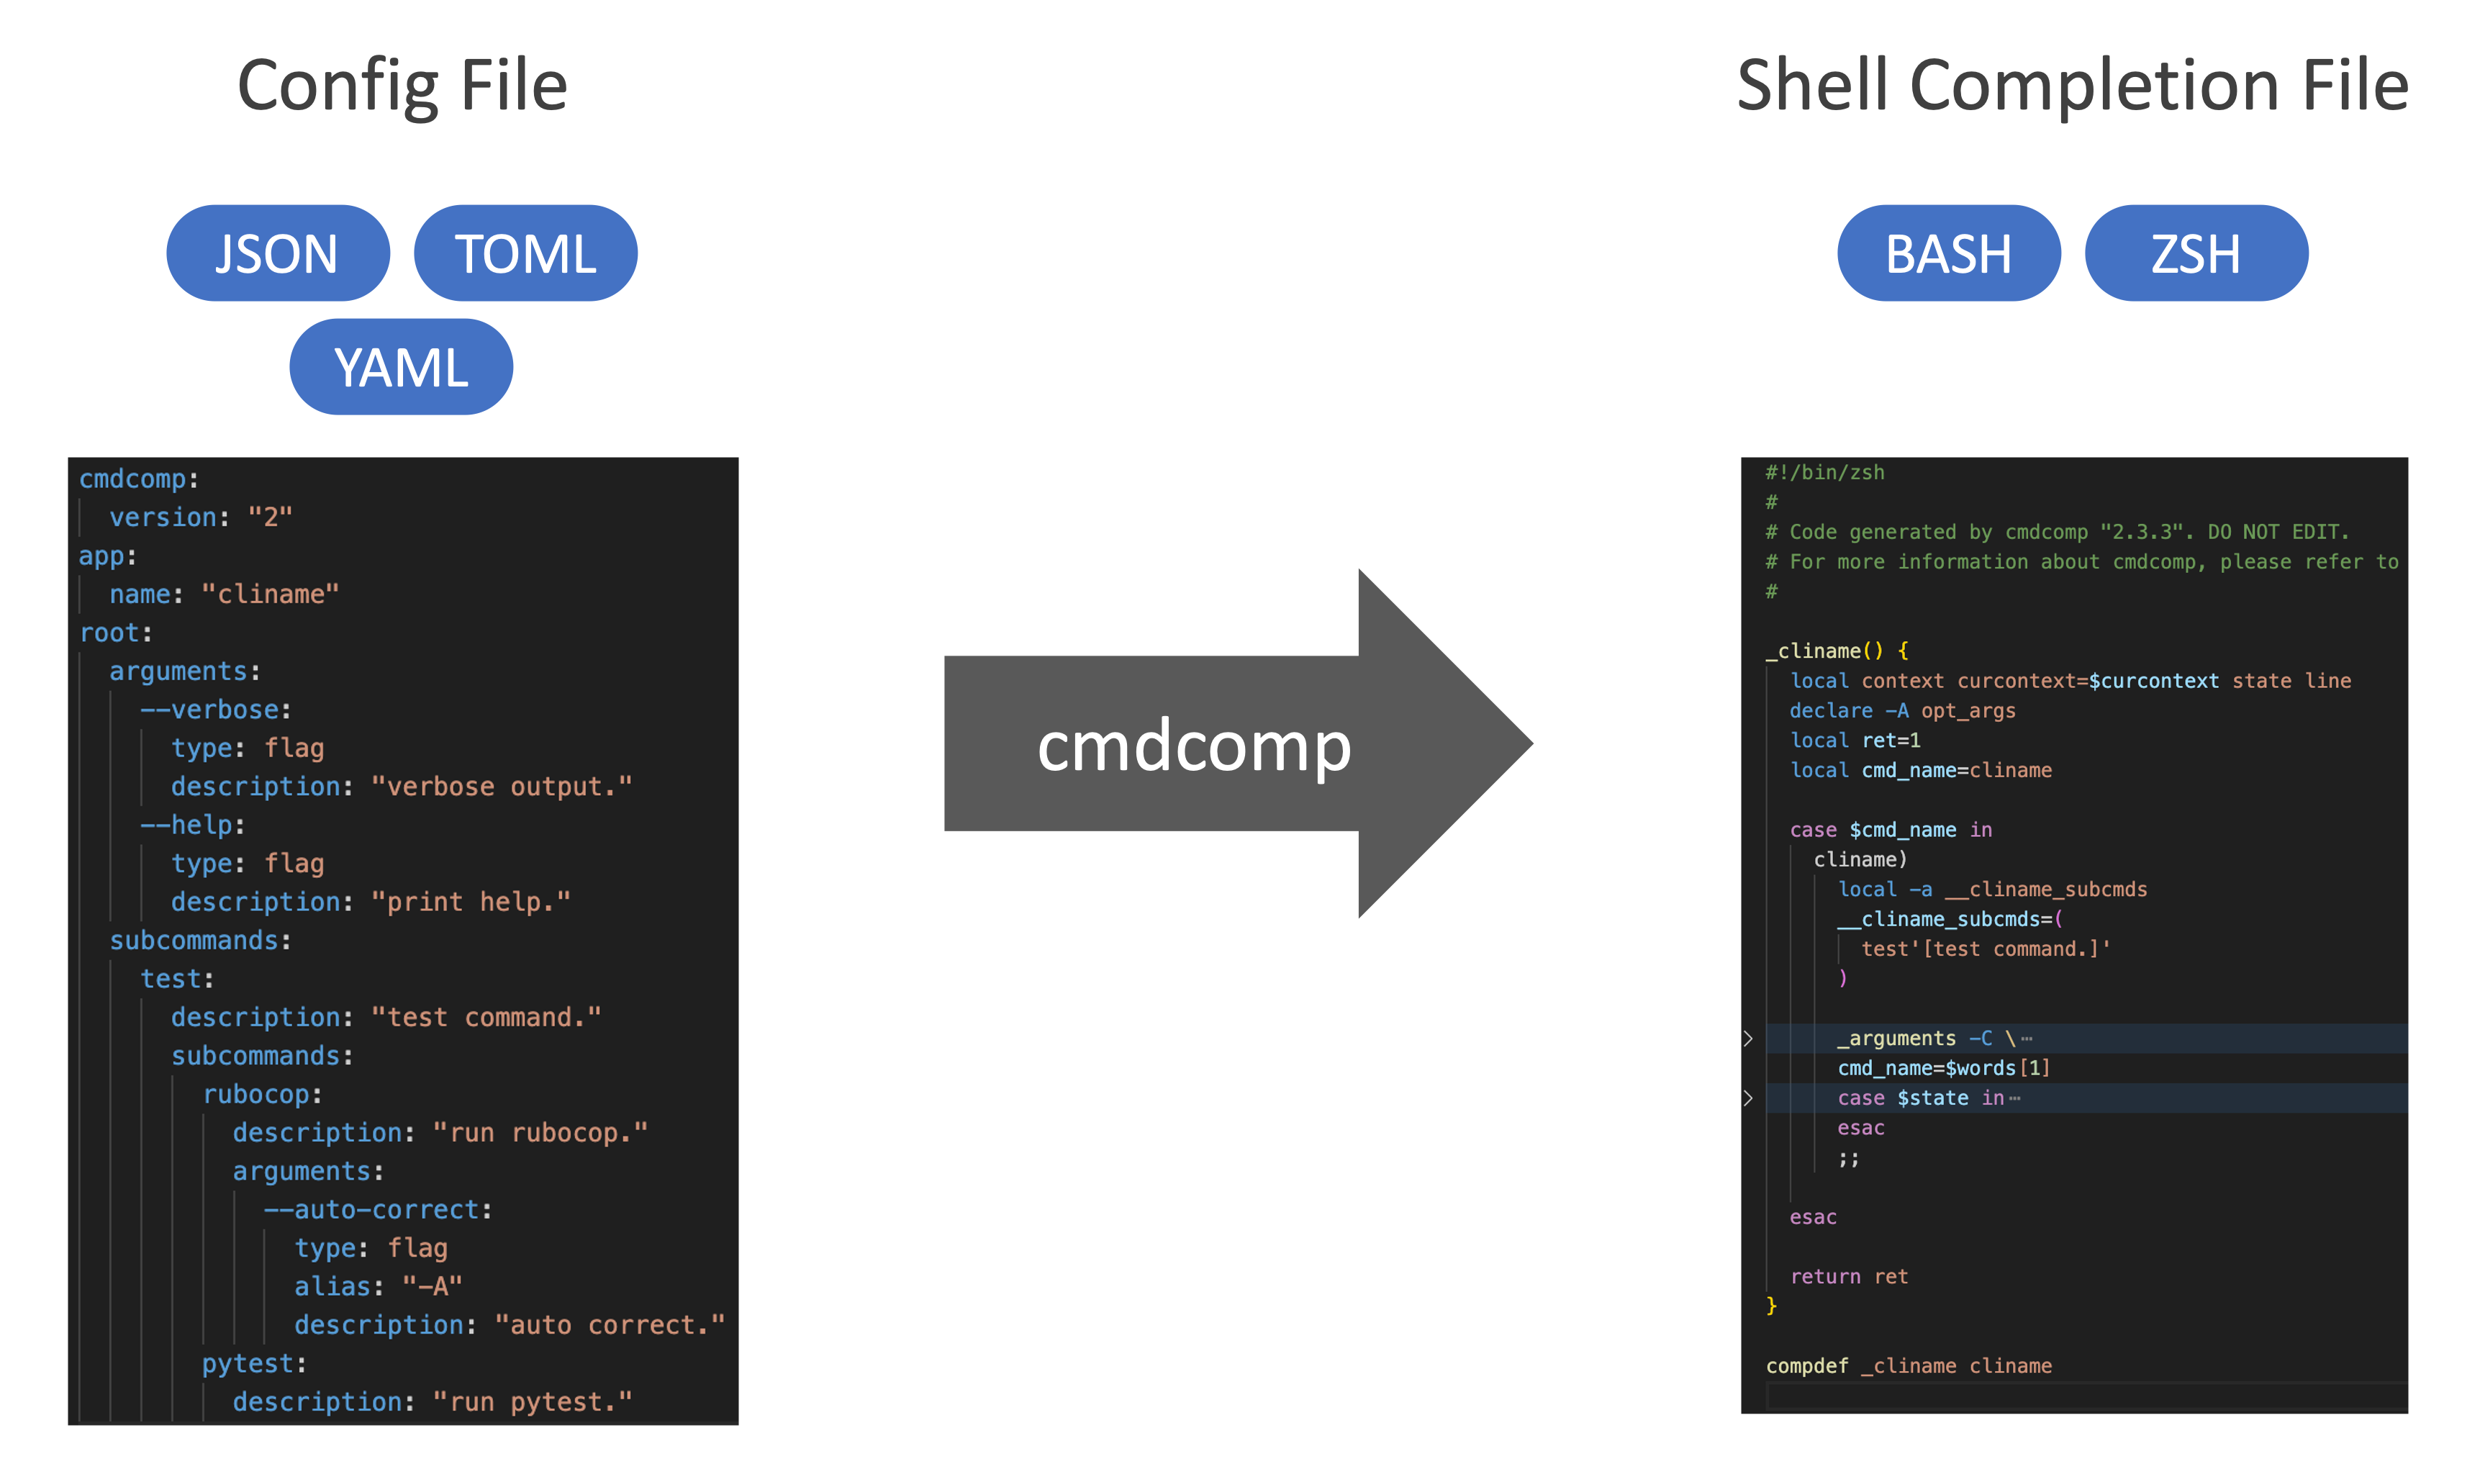 Config File
JSON TOML
YAML
cmdcomp:
  version: "2"
app:
  name: "cliname"
root:
  arguments:
    --verbose:
      type: flag
      description: "verbose output."
    --help:
      type: flag
      description: "print help."
  subcommands:
    test:
      description: "test command."
      subcommands:
        rubocop:
          description: "run rubocop."
          arguments:
            --auto-correct:
              type: flag
              alias: "-A"
              description: "auto correct."
        pytest:
          description: "run pytest."
cmdcomp
Shell Completion File
BASH ZSH
#!/bin/zsh
#
# Code generated by cmdcomp "2.3.3". DO NOT EDIT.
# For more information about cmdcomp, please refer to
#
_cliname() {
  local context curcontext=$curcontext state line
  declare -A opt_args
  local ret=1
  local cmd_name=cliname
  case $cmd_name in
    cliname)
      local -a __cliname_subcmds
      __cliname_subcmds=(
        test'[test command.]'
      )
      _arguments -C \…
      cmd_name=$words[1]
      case $state in…
      esac
      ;;
  esac
  return ret
}
compdef _cliname cliname